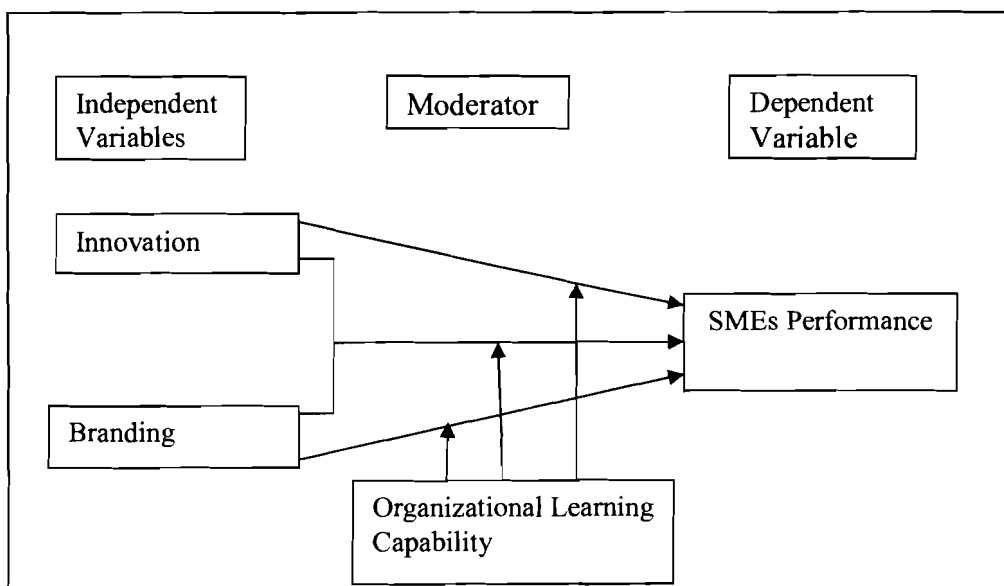 Independent
Variables
Moderator
Dependent
Variable
Innovation
SMEs Performance
Branding
Organizational Learning
Capability